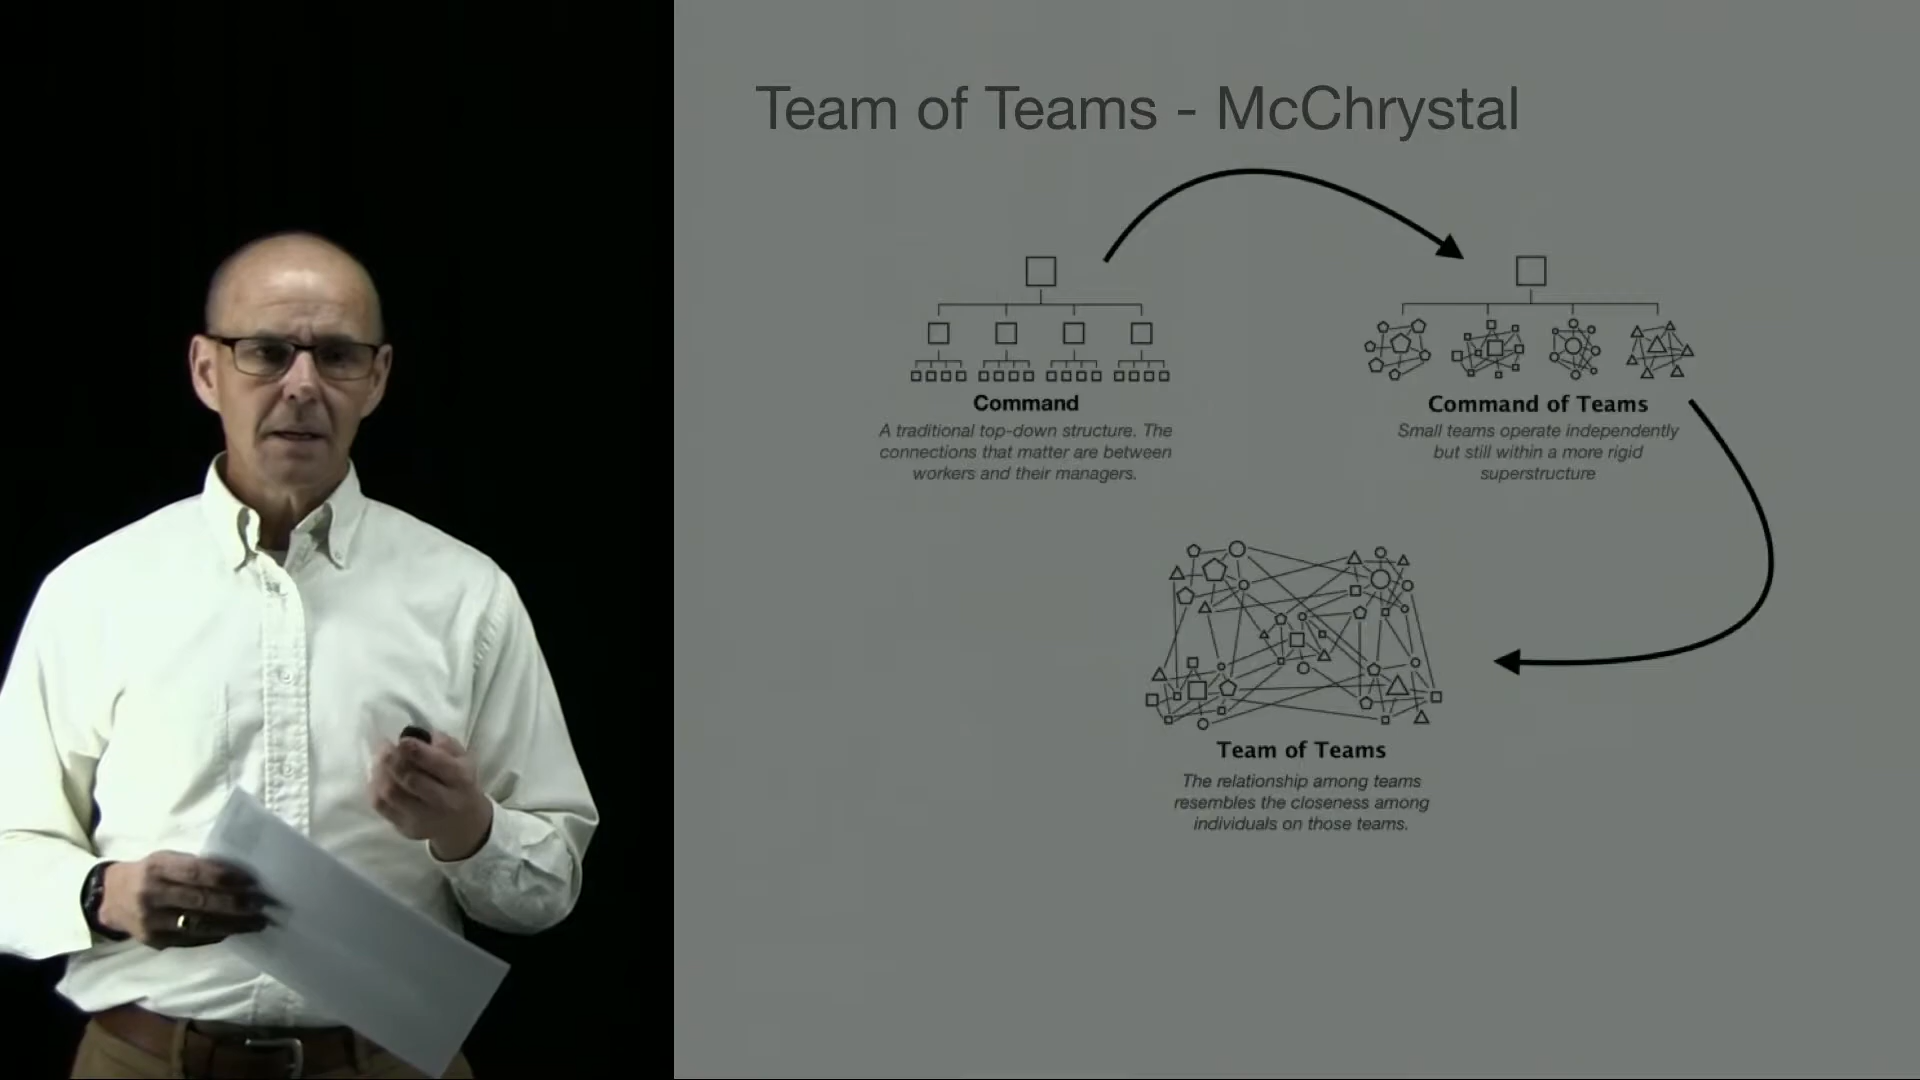 Team of Teams - McChrystal
Command
A traditional top-down structure. The
connections that matter are between
workers and their managers.
Command of Teams
Small teams operate independently
but still within a more rigid
superstructure
Team of Teams
The relationship among teams
resembles the closeness among
individuals on those teams.